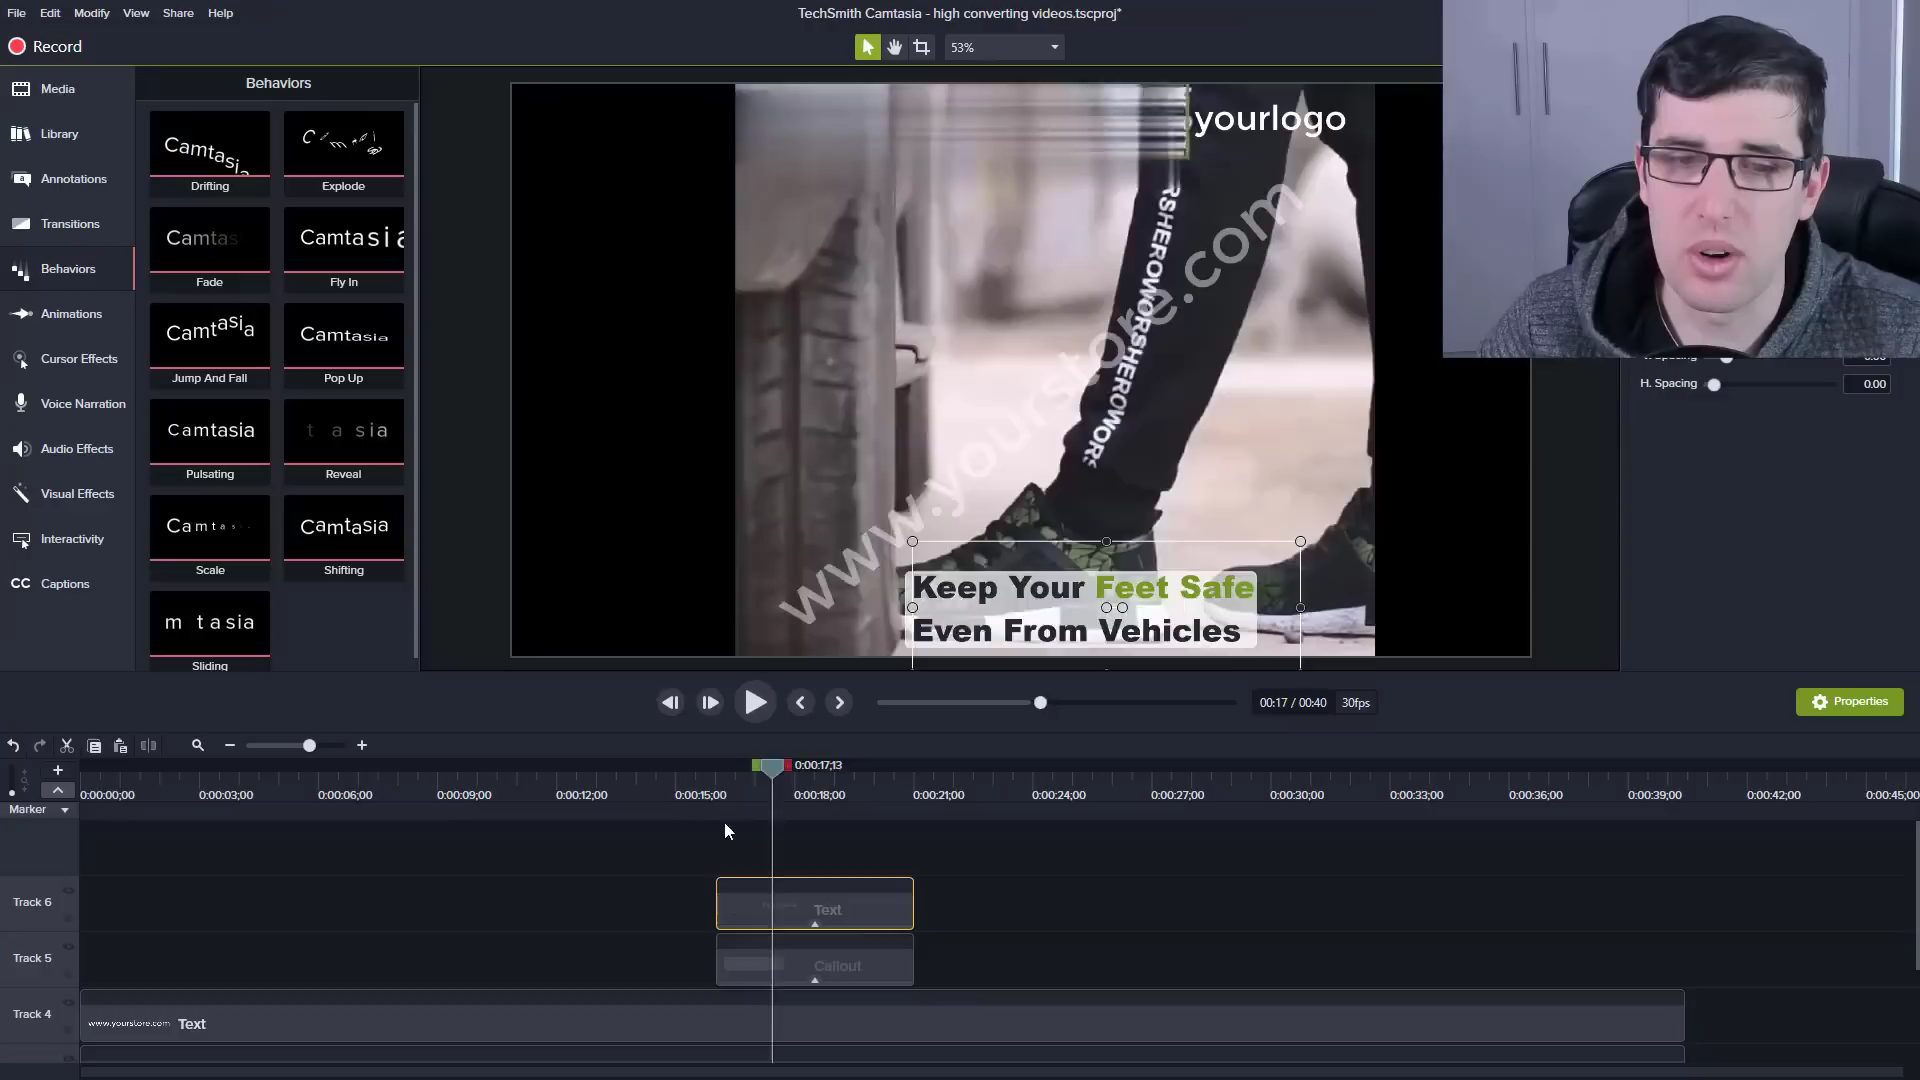 File Edit Modify View Share Help
TechSmith Camtasia - high converting videos.tscproj*
Record
53%
Media
Library
Annotations
Transitions
Behaviors
Animations
Cursor Effects
Voice Narration
Audio Effects
Visual Effects
Interactivity
CC Captions
Behaviors
Drifting
Explode
Fade
Fly In
Jump And Fall
Pop Up
Pulsating
Reveal
Scale
Shifting
Sliding
Camtasia
Camtasia
Camtasia
Camtasia
yourlogo
www.yourstore.com
Keep Your Feet Safe
Even From Vehicles
H. Spacing 0.00
00:17 / 00:40 30fps
Properties
0:00:17;13
0:00:00;00 0:00:03;00 0:00:06;00 0:00:09;00 0:00:12;00 0:00:15;00 0:00:18;00 0:00:21;00 0:00:24;00 0:00:27;00 0:00:30;00 0:00:33;00 0:00:36;00 0:00:39;00 0:00:42;00 0:00:45;00
Marker
Track 6
Text
Track 5
Callout
Track 4
www.yourstore.com Text